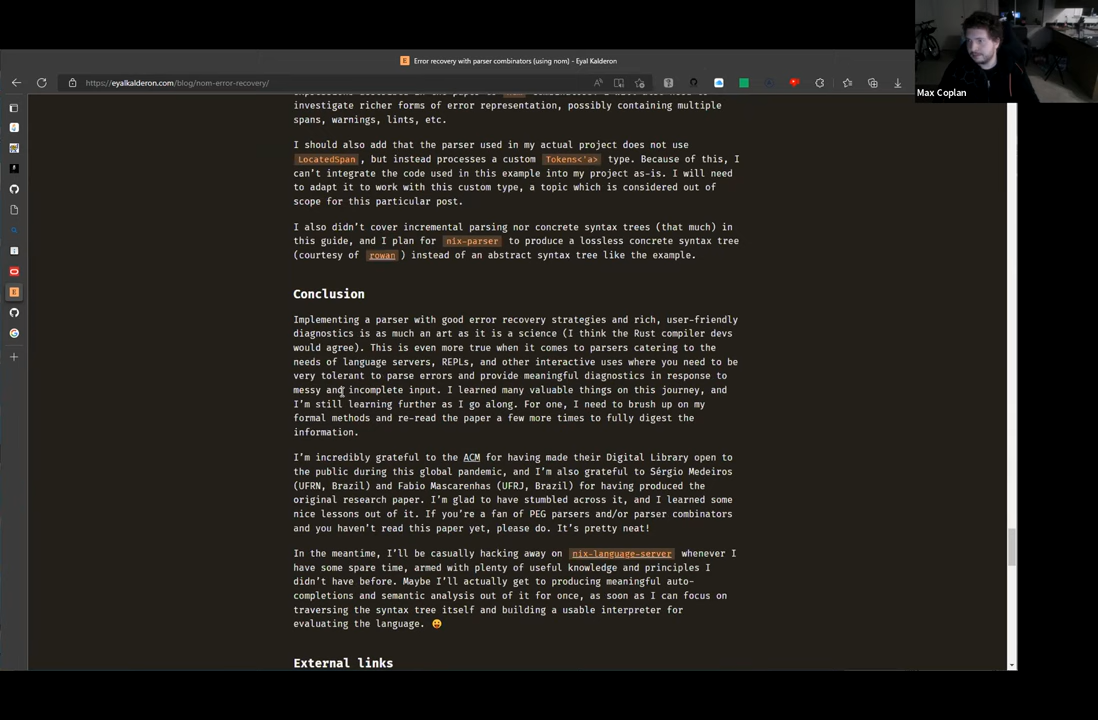 Error recovery with parser combinators (using nom) - Eyal Kalderon
https://eyalkalderon.com/blog/nom-error-recovery/
Max Coplan
investigate richer forms of error representation, possibly containing multiple
spans, warnings, lints, etc.
I should also add that the parser used in my actual project does not use
LocatedSpan, but instead processes a custom Tokens<'a> type. Because of this, I
can't integrate the code used in this example into my project as-is. I will need
to adapt it to work with this custom type, a topic which is considered out of
scope for this particular post.
I also didn't cover incremental parsing nor concrete syntax trees (that much) in
this guide, and I plan for nix-parser to produce a lossless concrete syntax tree
(courtesy of rowan) instead of an abstract syntax tree like the example.
Conclusion
Implementing a parser with good error recovery strategies and rich, user-friendly
diagnostics is as much an art as it is a science (I think the Rust compiler devs
would agree). This is even more true when it comes to parsers catering to the
needs of language servers, REPLs, and other interactive uses where you need to be
very tolerant to parse errors and provide meaningful diagnostics in response to
messy and incomplete input. I learned many valuable things on this journey, and
I'm still learning further as I go along. For one, I need to brush up on my
formal methods and re-read the paper a few more times to fully digest the
information.
I'm incredibly grateful to the ACM for having made their Digital Library open to
the public during this global pandemic, and I'm also grateful to Sérgio Medeiros
(UFRN, Brazil) and Fabio Mascarenhas (UFRJ, Brazil) for having produced the
original research paper. I'm glad to have stumbled across it, and I learned some
nice lessons out of it. If you're a fan of PEG parsers and/or parser combinators
and you haven't read this paper yet, please do. It's pretty neat!
In the meantime, I'll be casually hacking away on nix-language-server whenever I
have some spare time, armed with plenty of useful knowledge and principles I
didn't have before. Maybe I'll actually get to producing meaningful auto-
completions and semantic analysis out of it for once, as soon as I can focus on
traversing the syntax tree itself and building a usable interpreter for
evaluating the language. 😛
External links